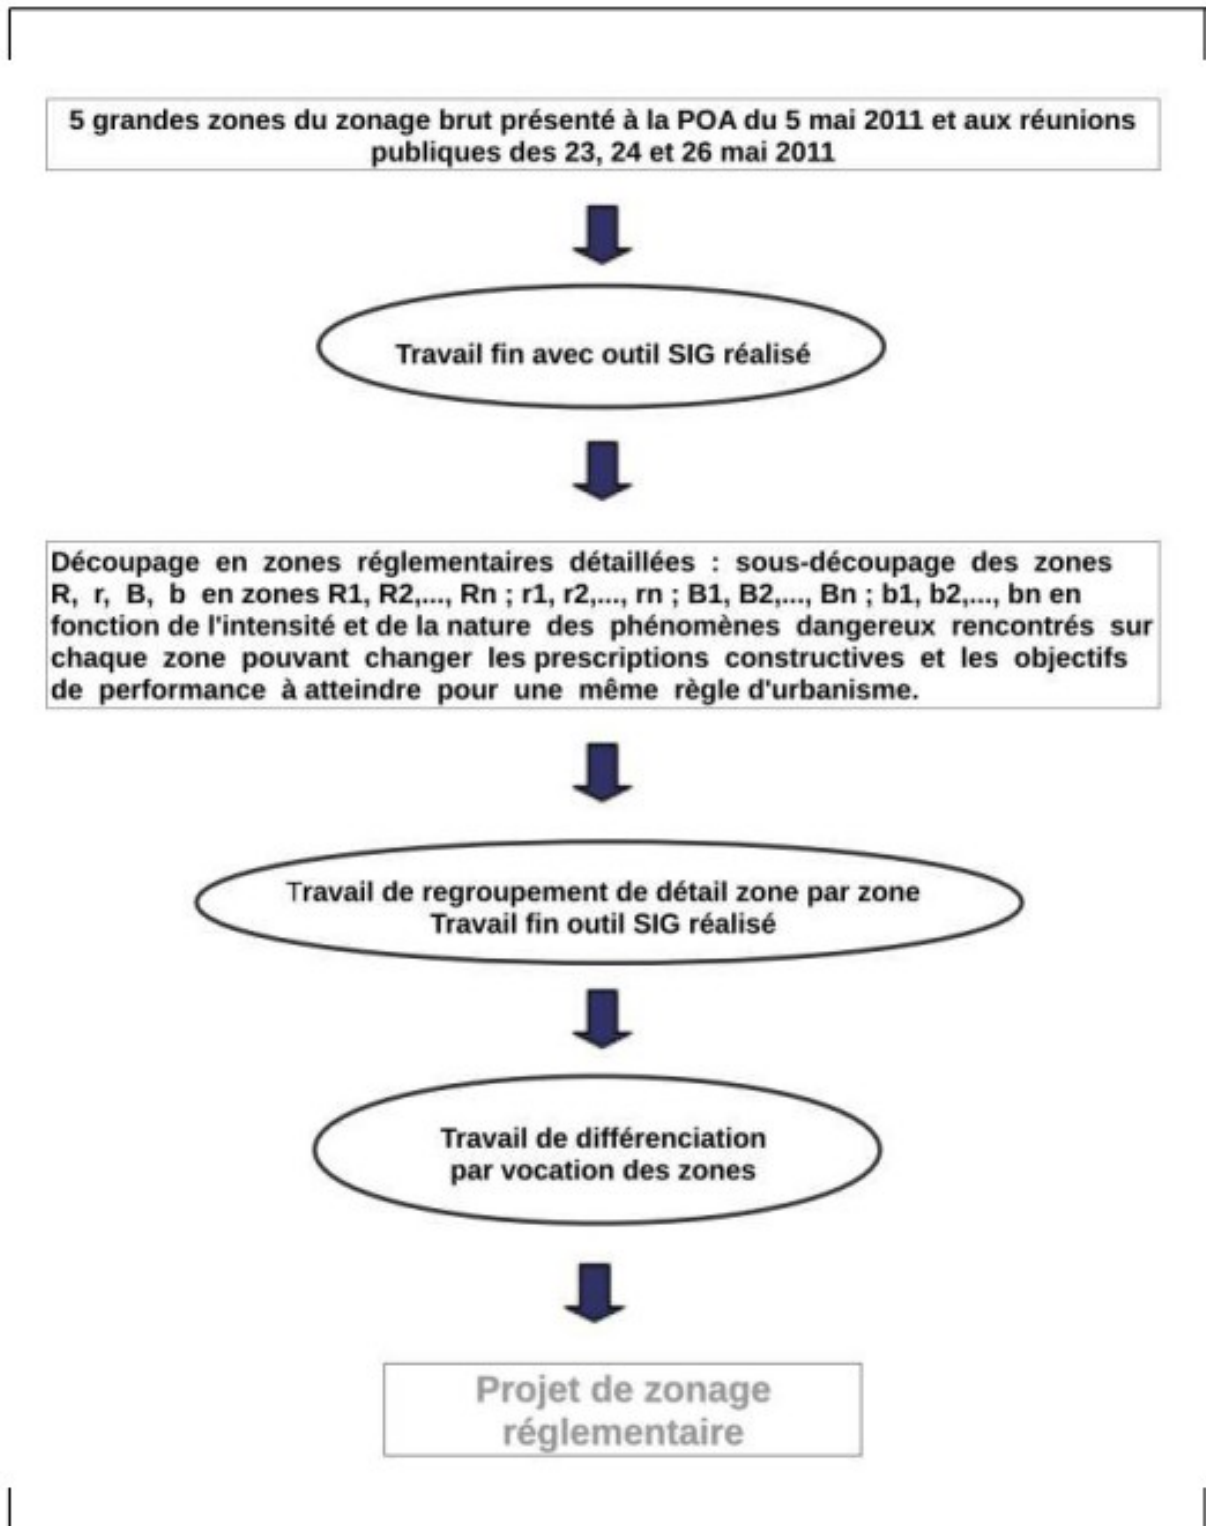 5 grandes zones du zonage brut présenté à la POA du 5 mai 2011 et aux réunions
publiques des 23, 24 et 26 mai 2011
Travail fin avec outil SIG réalisé
Découpage en zones réglementaires détaillées : sous-découpage des zones
R, r, B, b en zones R1, R2,..., Rn ; r1, r2,..., rn ; B1, B2,..., Bn ; b1, b2,..., bn en
fonction de l'intensité et de la nature des phénomènes dangereux rencontrés sur
chaque zone pouvant changer les prescriptions constructives et les objectifs
de performance à atteindre pour une même règle d'urbanisme.
Travail de regroupement de détail zone par zone
Travail fin outil SIG réalisé
Travail de différenciation
par vocation des zones
Projet de zonage
réglementaire